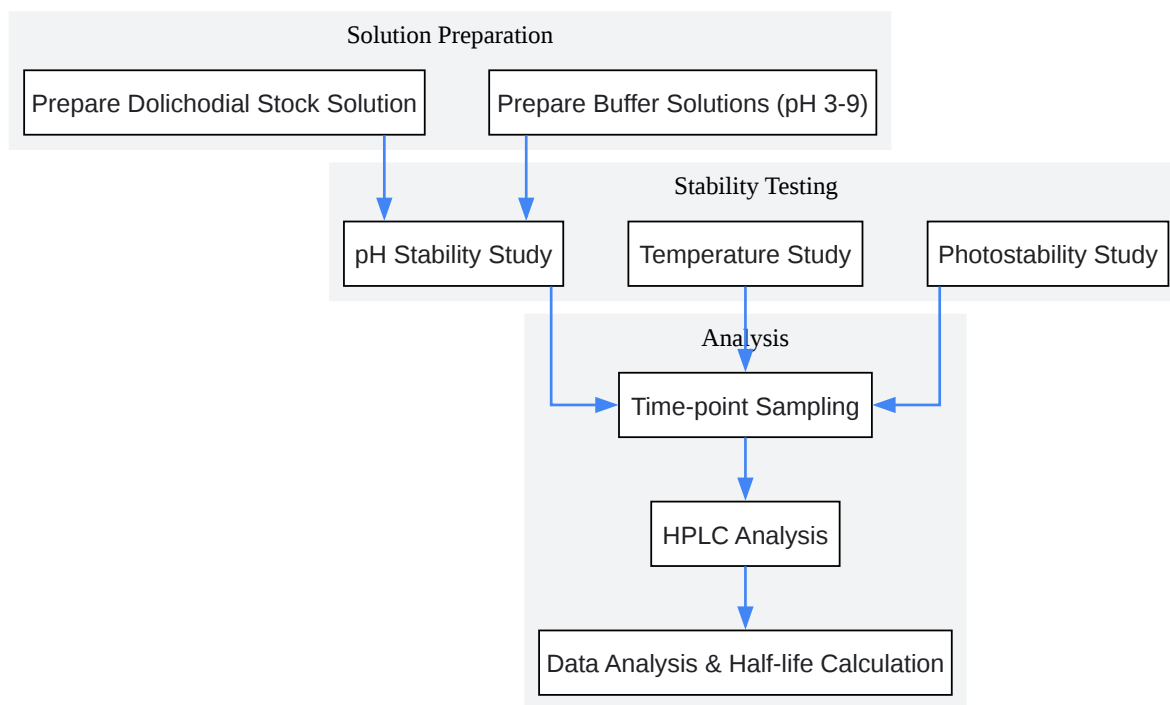 Solution Preparation
Prepare Dolichodial Stock Solution
Prepare Buffer Solutions (pH 3-9)
Stability Testing
pH Stability Study
Temperature Study
Photostability Study
Analysis
Time-point Sampling
HPLC Analysis
Data Analysis & Half-life Calculation